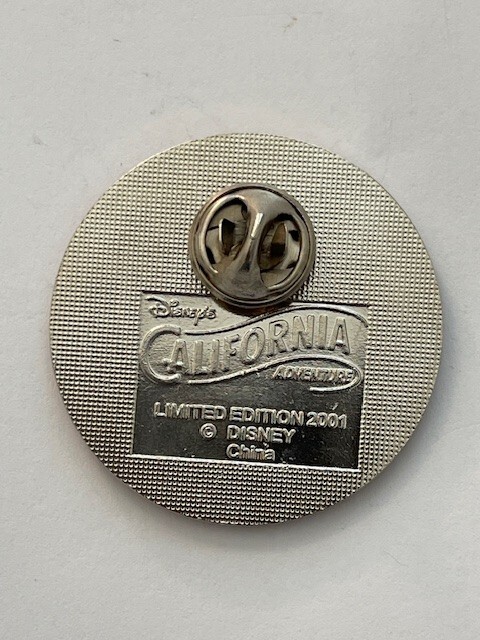 Disney's
CALIFORNIA
ADVENTURE
LIMITED EDITION 2001
© DISNEY
China